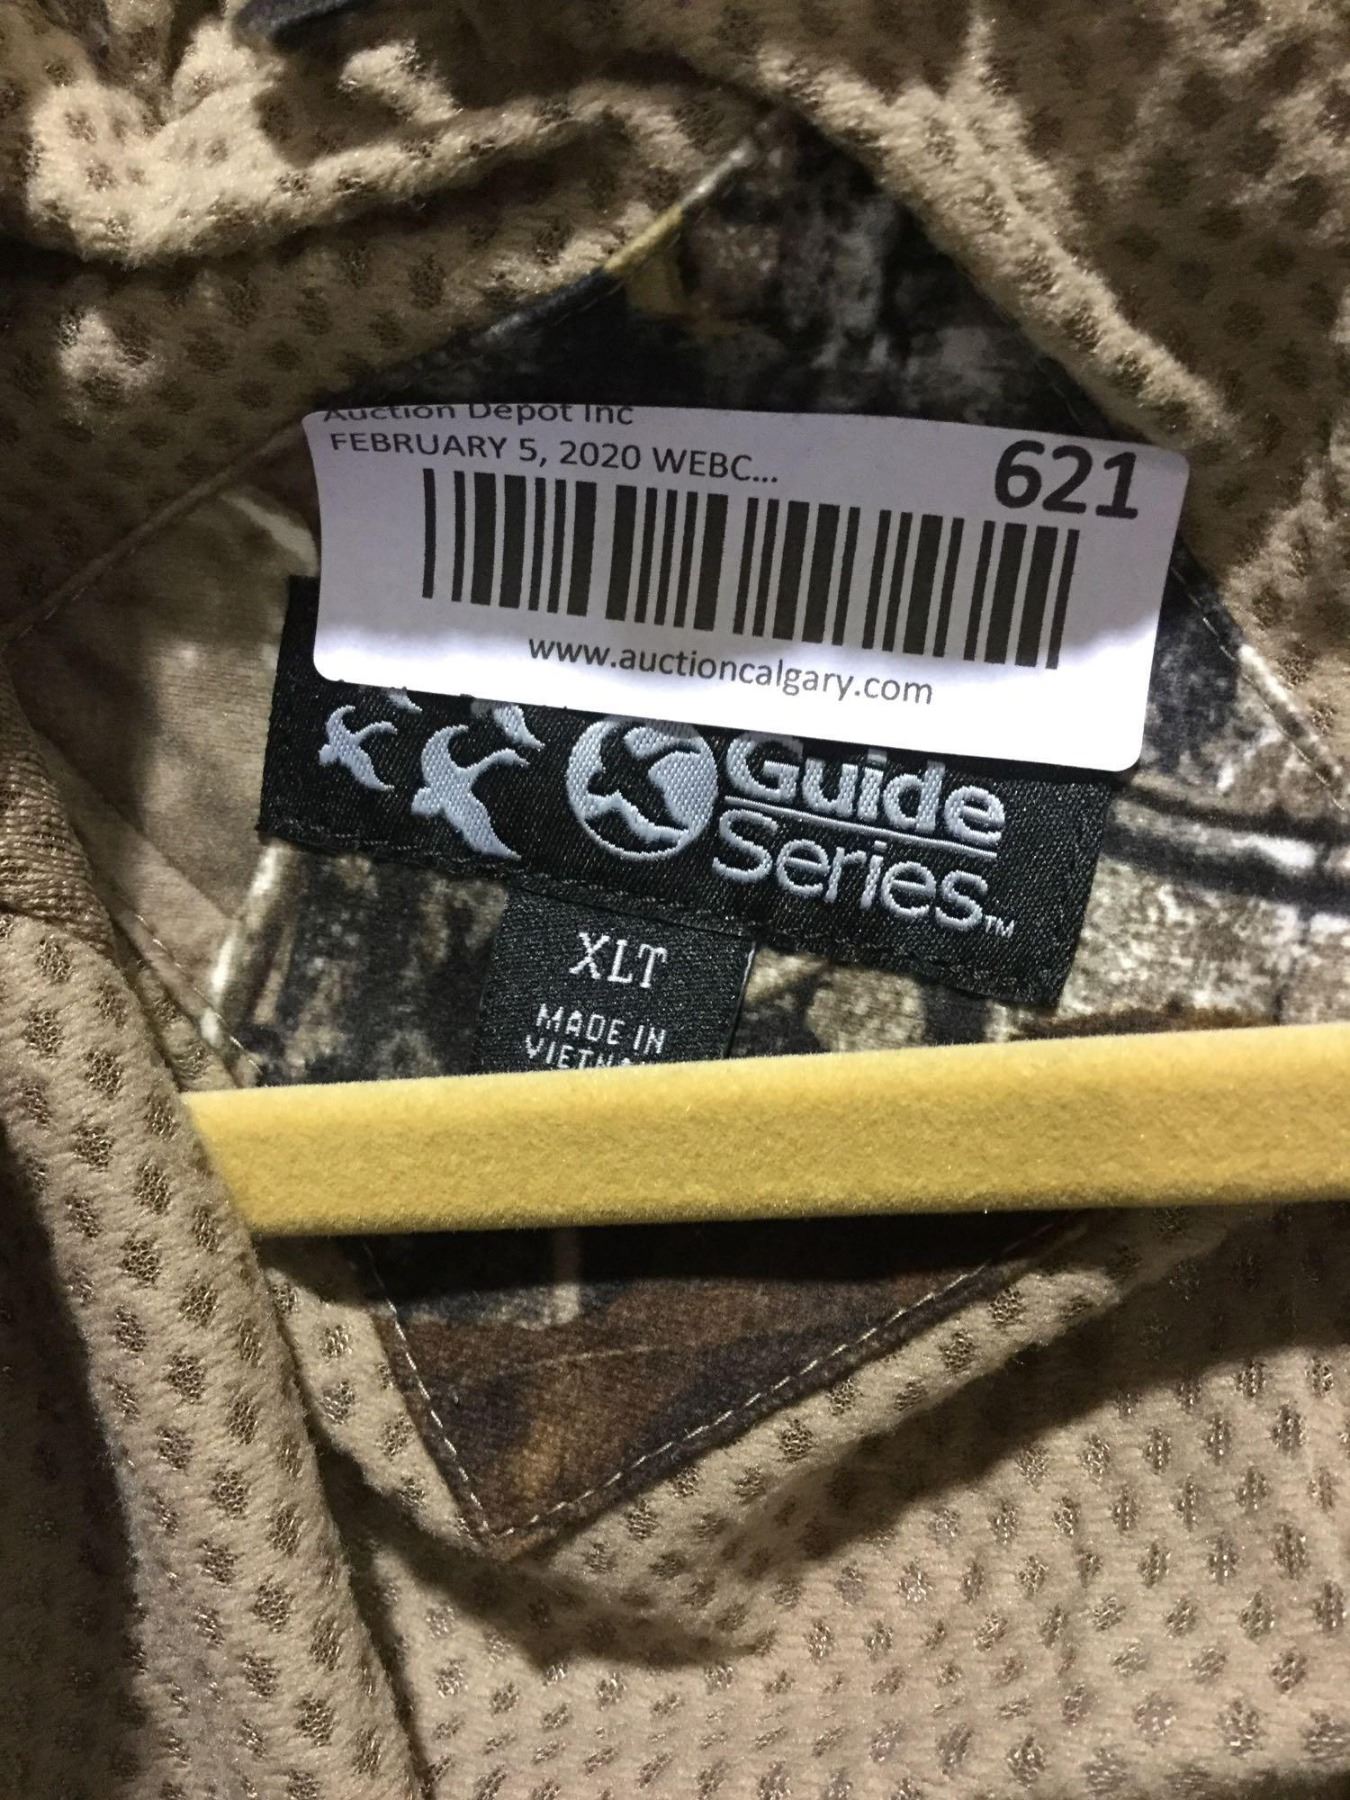 Auction Depot Inc
FEBRUARY 5, 2020 WEBC...
621
www.auctioncalgary.com
Guide
Series™
XLT
MADE IN